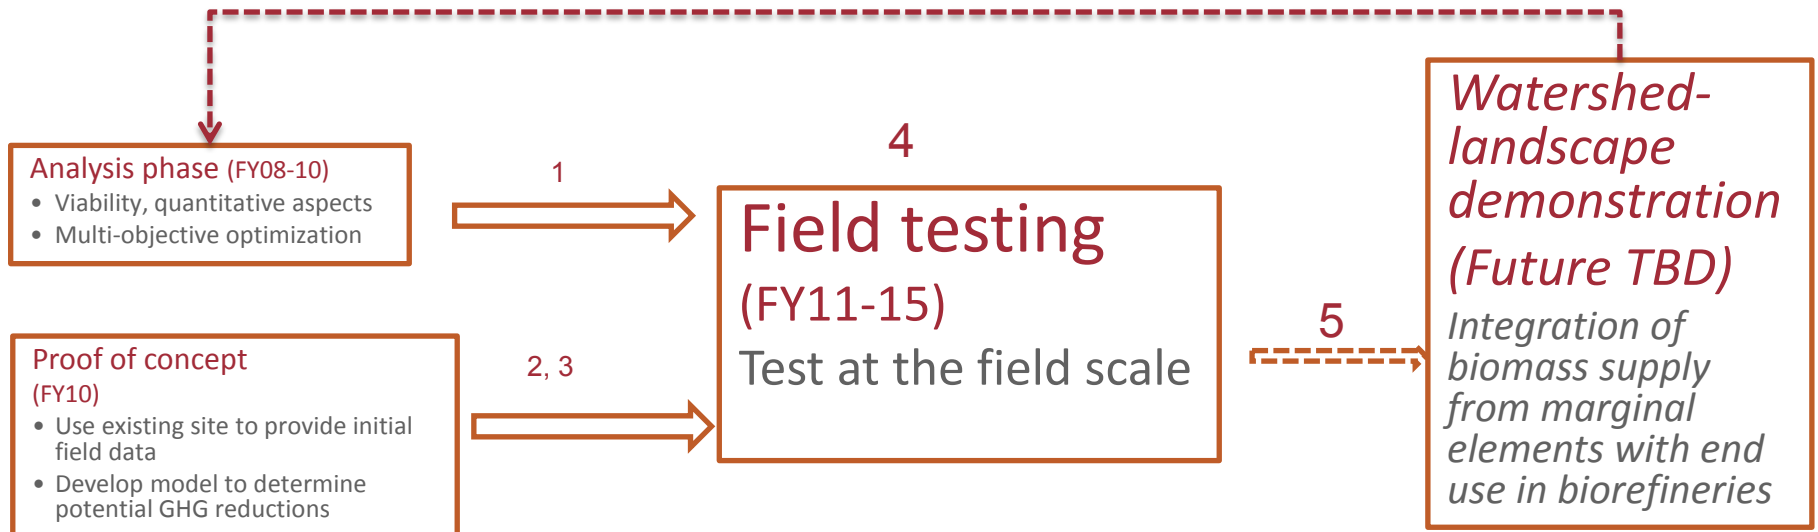 Analysis phase (FY08-10)
• Viability, quantitative aspects
• Multi-objective optimization
1
Proof of concept
(FY10)
• Use existing site to provide initial
field data
• Develop model to determine
potential GHG reductions
2, 3
4
Field testing
(FY11-15)
Test at the field scale
5
Watershed-
landscape
demonstration
(Future TBD)
Integration of
biomass supply
from marginal
elements with end
use in biorefineries